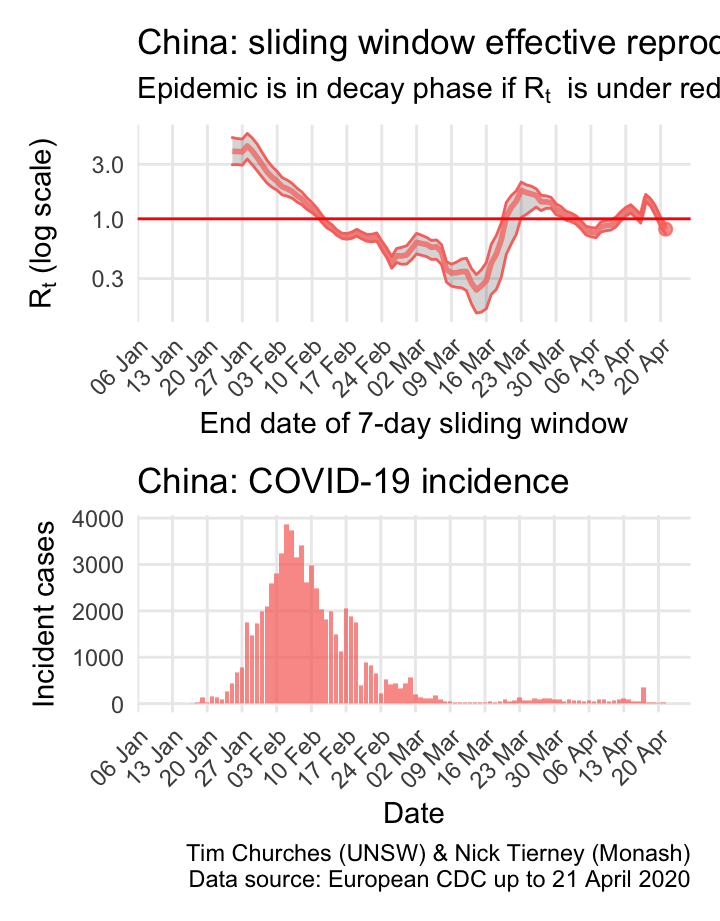 China: sliding window effective reproc
Epidemic is in decay phase if Rt is under red
Rt (log scale)
3.0
1.0
0.3
06 Jan
13 Jan
20 Jan
27 Jan
03 Feb
10 Feb
17 Feb
24 Feb
02 Mar
09 Mar
16 Mar
23 Mar
30 Mar
06 Apr
13 Apr
20 Apr
End date of 7-day sliding window
China: COVID-19 incidence
Incident cases
4000
3000
2000
1000
0
06 Jan
13 Jan
20 Jan
27 Jan
03 Feb
10 Feb
17 Feb
24 Feb
02 Mar
09 Mar
16 Mar
23 Mar
30 Mar
06 Apr
13 Apr
20 Apr
Date
Tim Churches (UNSW) & Nick Tierney (Monash)
Data source: European CDC up to 21 April 2020